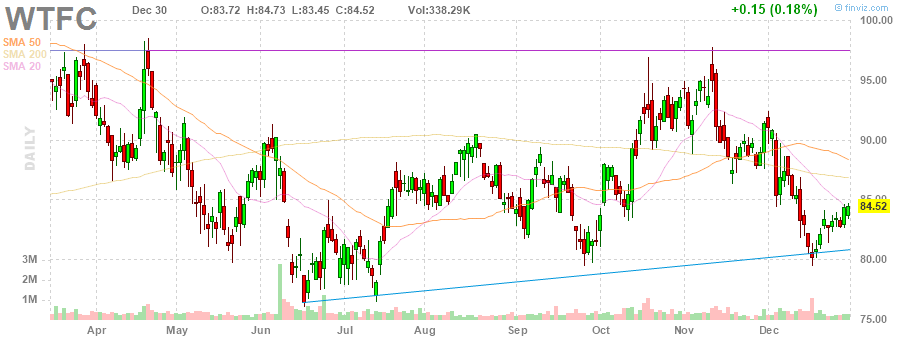 WTFC Dec 30 O:83.72 H:84.73 L:83.45 C:84.52 Vol:338.29K +0.15 (0.18%) finviz.com
100.00
SMA 50
SMA 200
SMA 20
95.00
DAILY
90.00
85.00
84.52
80.00
3M
2M
1M
75.00
Apr May Jun Jul Aug Sep Oct Nov Dec